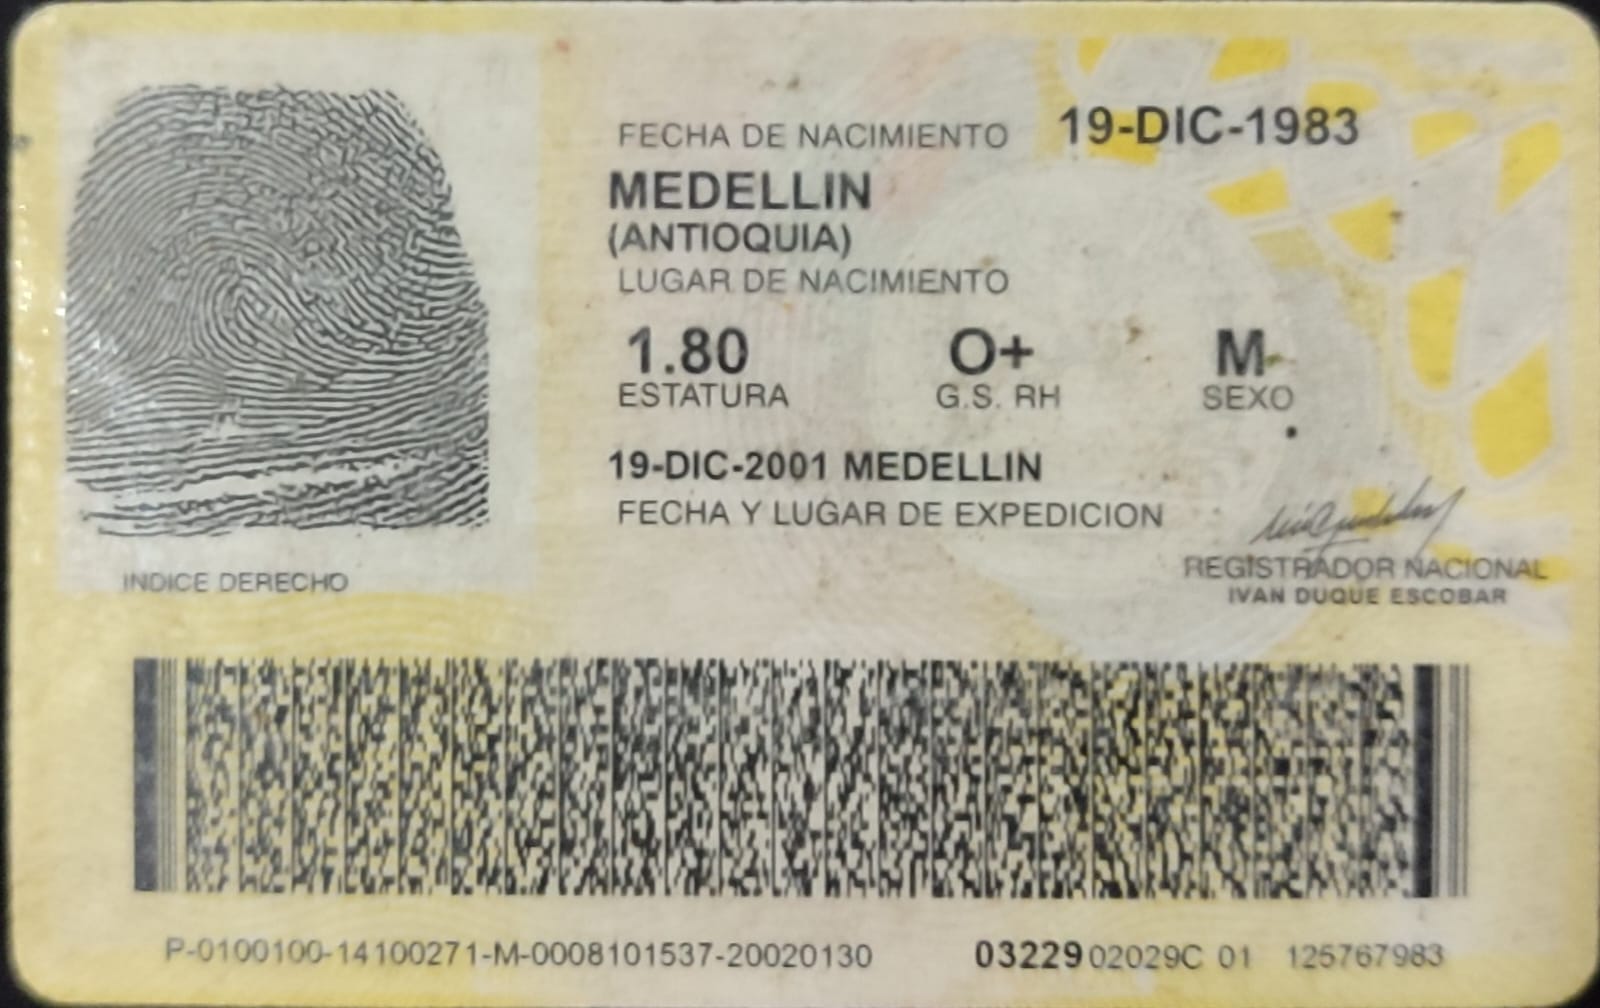 FECHA DE NACIMIENTO 19-DIC-1983
MEDELLIN
(ANTIOQUIA)
LUGAR DE NACIMIENTO
1.80 O+ M
ESTATURA G.S. RH SEXO
19-DIC-2001 MEDELLIN
FECHA Y LUGAR DE EXPEDICION
INDICE DERECHO
REGISTRADOR NACIONAL
IVAN DUQUE ESCOBAR
P-0100100-14100271-M-0008101537-20020130 03229 02029C 01 125767983